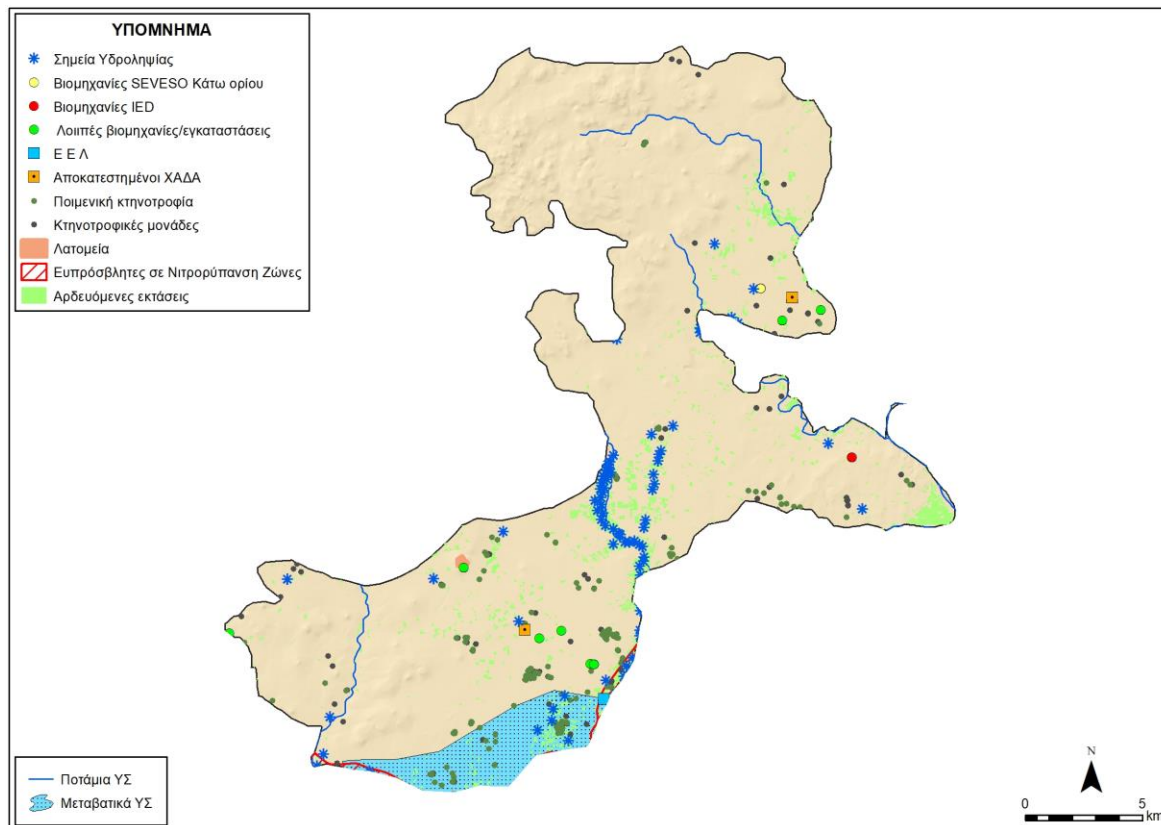 ΥΠΟΜΝΗΜΑ
Σημεία Υδροληψίας
Βιομηχανίες SEVESO Κάτω ορίου
Βιομηχανίες IED
Λοιπές βιομηχανίες/εγκαταστάσεις
Ε Ε Λ
Αποκατεστημένοι ΧΑΔΑ
Ποιμενική κτηνοτροφία
Κτηνοτροφικές μονάδες
Λατομεία
Ευπρόσβλητες σε Νιτρορύπανση Ζώνες
Αρδευόμενες εκτάσεις
Ποτάμια ΥΣ
Μεταβατικά ΥΣ
N
0 5
km